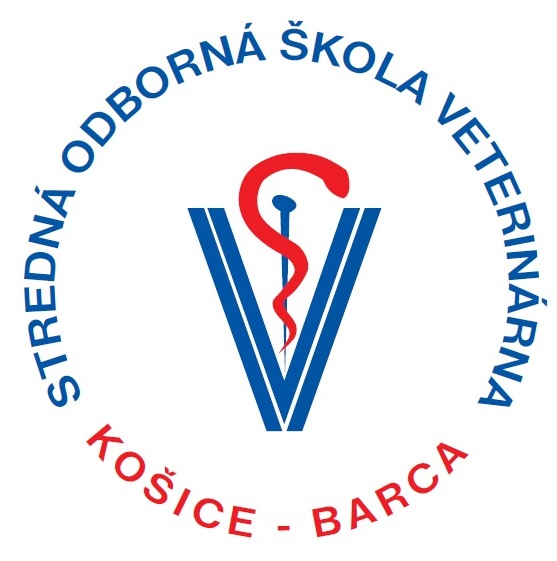 STREDNÁ ODBORNÁ ŠKOLA VETERINÁRNA
V
KOŠICE - BARCA